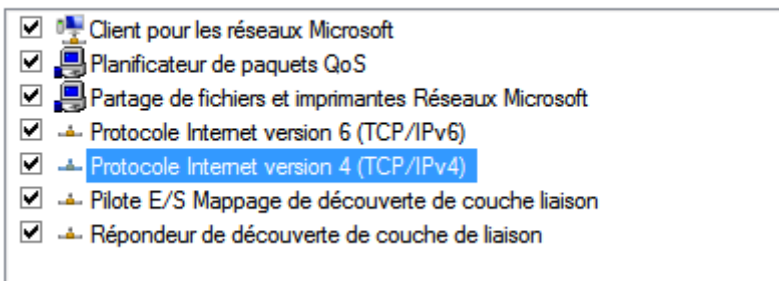 Client pour les réseaux Microsoft
Planificateur de paquets QoS
Partage de fichiers et imprimantes Réseaux Microsoft
Protocole Internet version 6 (TCP/IPv6)
Protocole Internet version 4 (TCP/IPv4)
Pilote E/S Mappage de découverte de couche liaison
Répondeur de découverte de couche de liaison